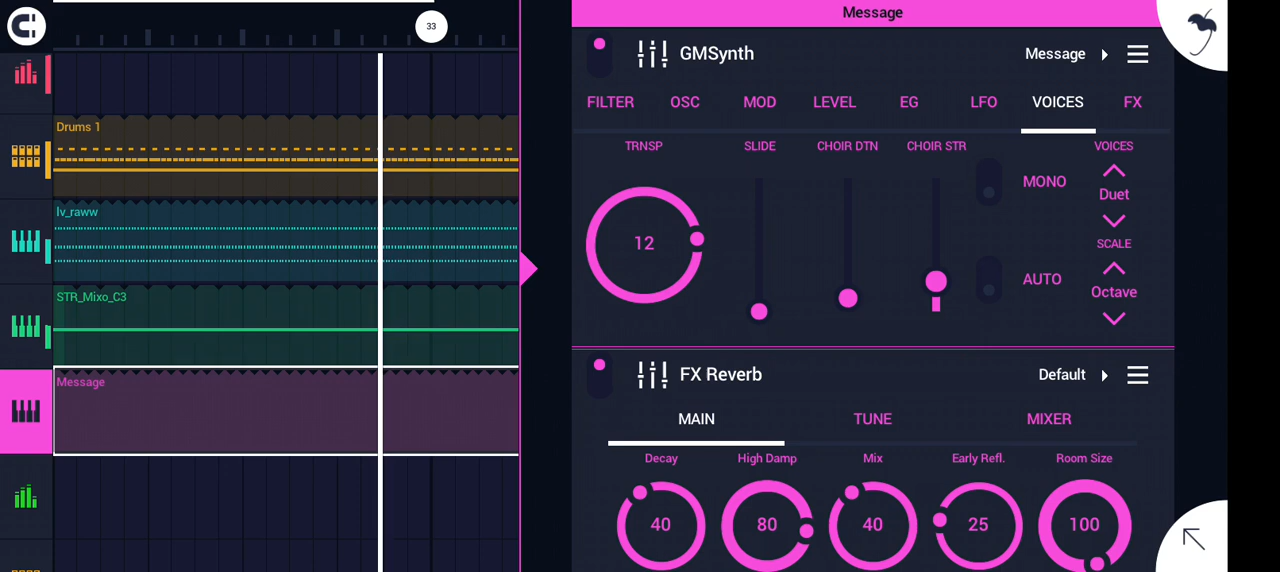 33
Drums 1
lv_raww
STR_Mixo_C3
Message
Message
GMSynth
Message
FILTER OSC MOD LEVEL EG LFO VOICES FX
TRNSP SLIDE CHOIR DTN CHOIR STR VOICES
12
MONO
Duet
SCALE
AUTO
Octave
FX Reverb
Default
MAIN TUNE MIXER
Decay High Damp Mix Early Refl. Room Size
40 80 40 25 100